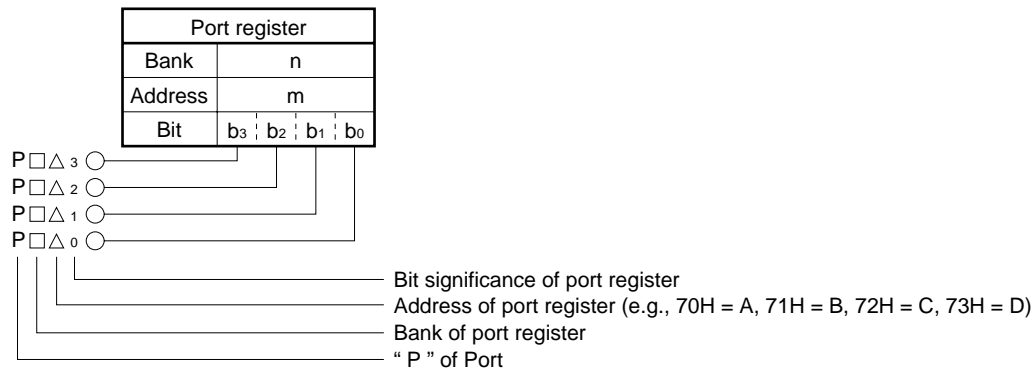 Port register
Bank n
Address m
Bit b3 b2 b1 b0
P□△3
P□△2
P□△1
P□△0
Bit significance of port register
Address of port register (e.g., 70H = A, 71H = B, 72H = C, 73H = D)
Bank of port register
“ P ” of Port